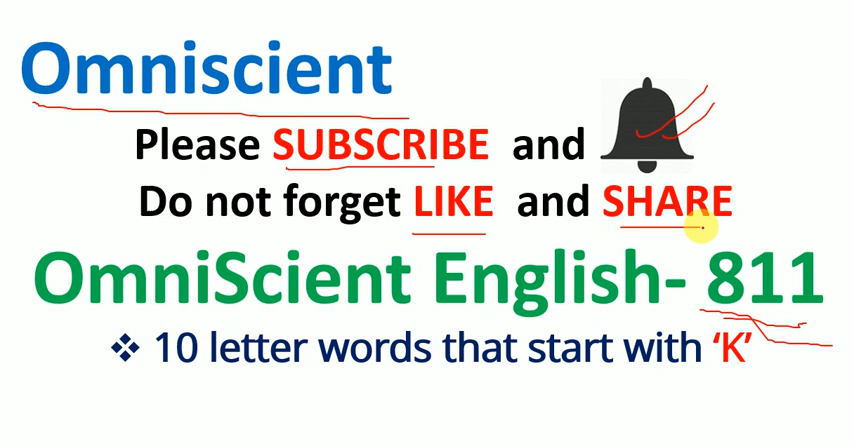 Omniscient
Please SUBSCRIBE and
Do not forget LIKE and SHARE
OmniScient English- 811
❖ 10 letter words that start with ‘K’